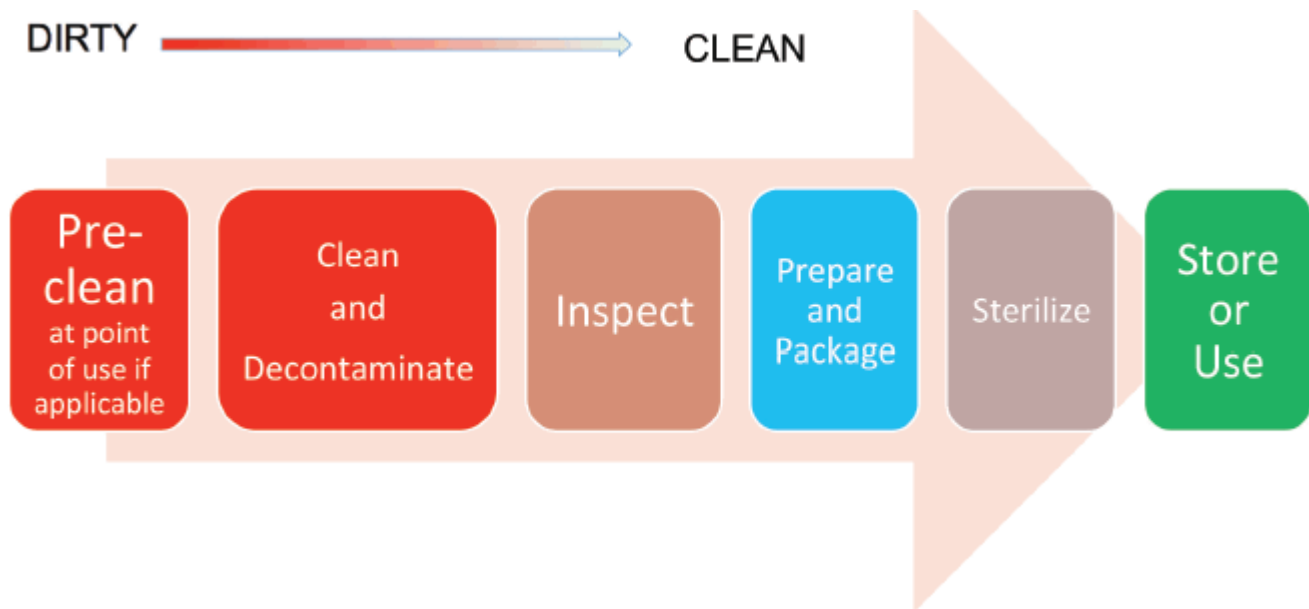 DIRTY
CLEAN
Pre-
clean
at point
of use if
applicable
Clean
and
Decontaminate
Inspect
Prepare
and
Package
Sterilize
Store
or
Use